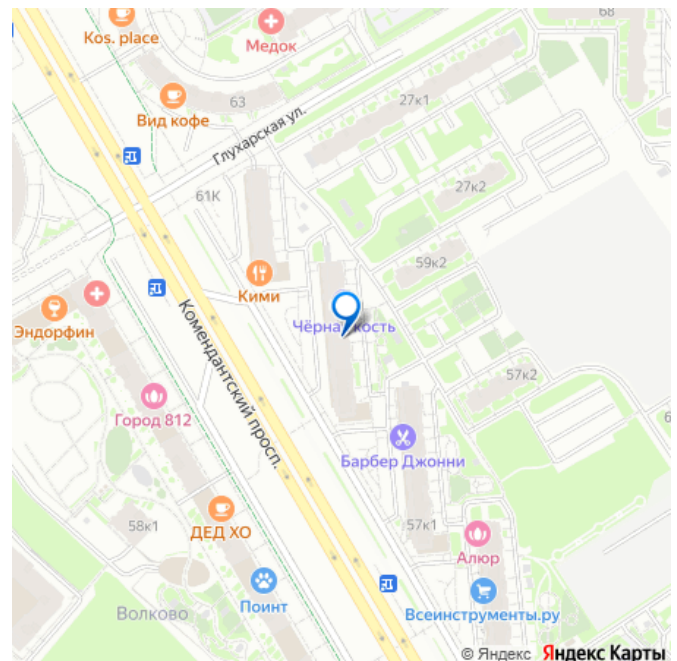 Kos. place
Медок
68
63
Вид кофе
27к1
Глухарская ул.
61К
27к2
59к2
Кими
Эндорфин
Чёрная кость
Комендантский просп.
57к2
Город 812
Барбер Джонни
ДЕД ХО
58к1
57к1
Алюр
Поинт
Волково
Всеинструменты.ру
© Яндекс Яндекс Карты